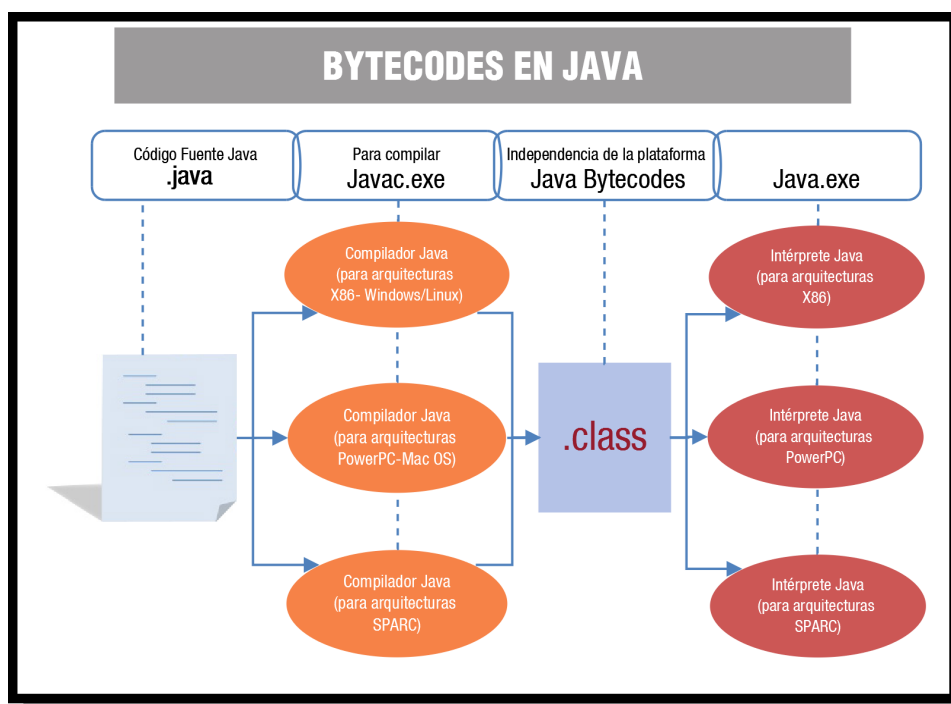 BYTECODES EN JAVA
Código Fuente Java
.java
Para compilar
Javac.exe
Independencia de la plataforma
Java Bytecodes
Java.exe
Compilador Java
(para arquitecturas
X86- Windows/Linux)
Compilador Java
(para arquitecturas
PowerPC-Mac OS)
Compilador Java
(para arquitecturas
SPARC)
.class
Intérprete Java
(para arquitecturas
X86)
Intérprete Java
(para arquitecturas
PowerPC)
Intérprete Java
(para arquitecturas
SPARC)